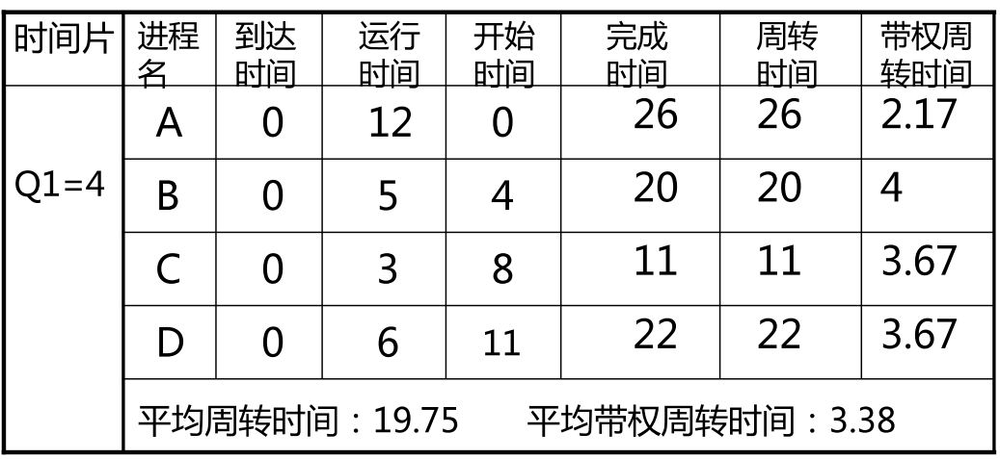 时间片 进程名 到达时间 运行时间 开始时间 完成时间 周转时间 带权周转时间
Q1=4
A 0 12 0 26 26 2.17
B 0 5 4 20 20 4
C 0 3 8 11 11 3.67
D 0 6 11 22 22 3.67
平均周转时间：19.75 平均带权周转时间：3.38